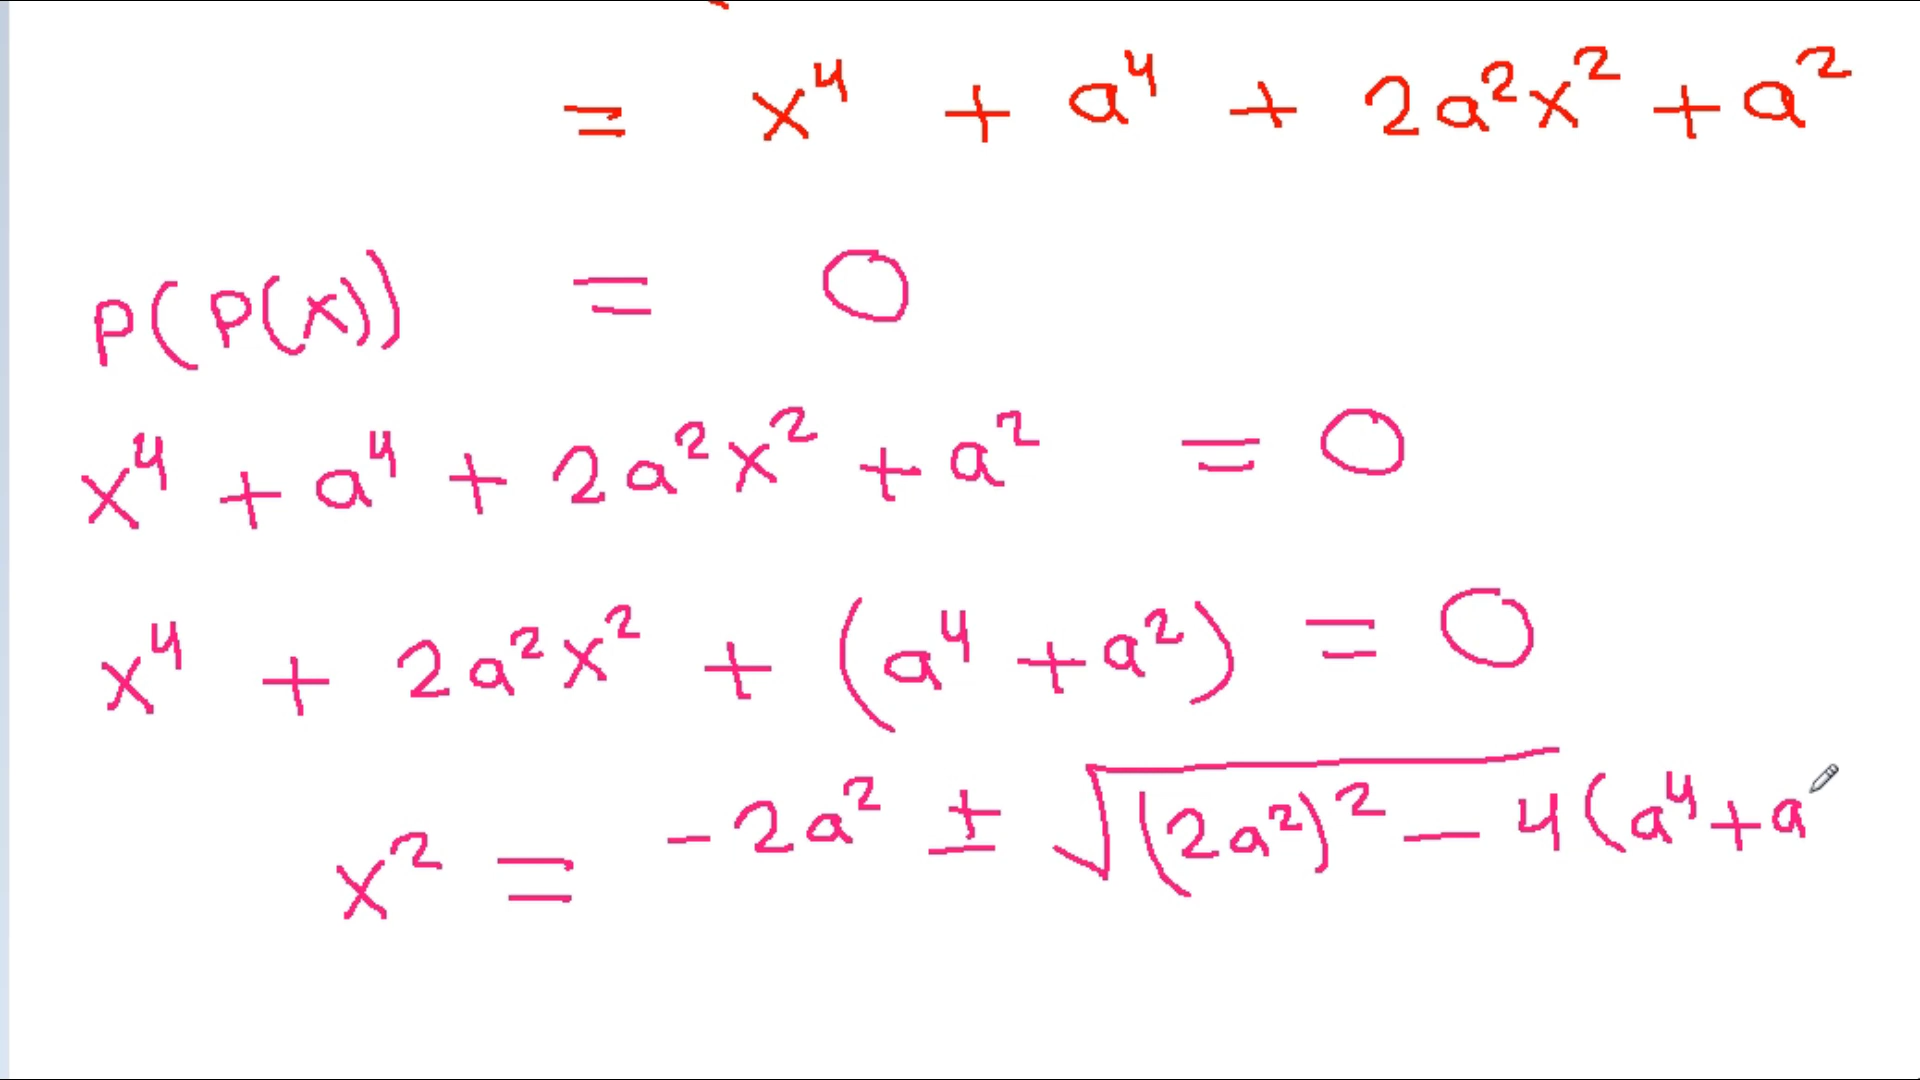 = x⁴ + a⁴ + 2a²x² + a²
P(P(x)) = 0
x⁴ + a⁴ + 2a²x² + a² = 0
x⁴ + 2a²x² + (a⁴ + a²) = 0
x² = -2a² ± √(2a²)² - 4(a⁴ + a